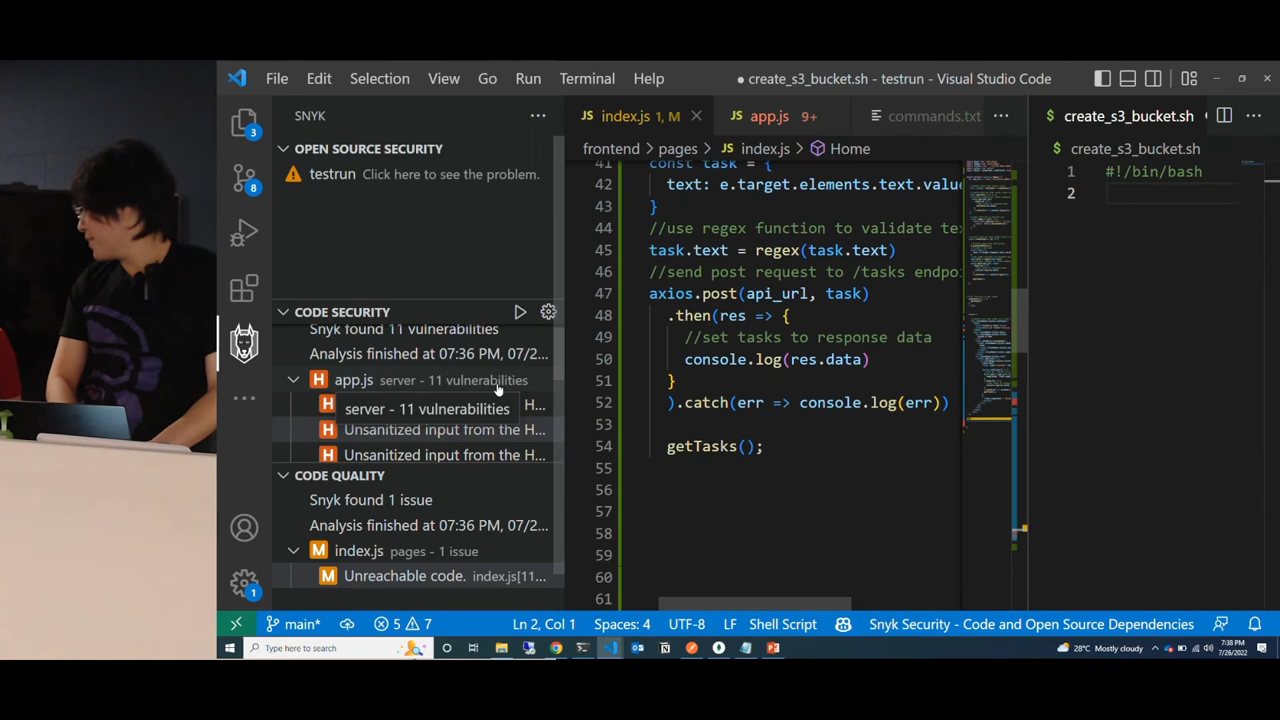 File Edit Selection View Go Run Terminal Help
● create_s3_bucket.sh - testrun - Visual Studio Code
SNYK
OPEN SOURCE SECURITY
testrun Click here to see the problem.
CODE SECURITY
Snyk found 11 vulnerabilities
Analysis finished at 07:36 PM, 07/2...
H app.js server - 11 vulnerabilities
H H...
server - 11 vulnerabilities
H Unsanitized input from the H...
H Unsanitized input from the H...
CODE QUALITY
Snyk found 1 issue
Analysis finished at 07:36 PM, 07/2...
M index.js pages - 1 issue
M Unreachable code. index.js[11...
3
8
1
JS index.js 1, M
JS app.js 9+
commands.txt
frontend > pages > JS index.js > Home
41 const task = {
42 text: e.target.elements.text.value
43 }
44 //use regex function to validate te
45 task.text = regex(task.text)
46 //send post request to /tasks endpo
47 axios.post(api_url, task)
48 .then(res => {
49 //set tasks to response data
50 console.log(res.data)
51 }
52 ).catch(err => console.log(err))
53
54 getTasks();
55
56
57
58
59
60
61
$ create_s3_bucket.sh
$ create_s3_bucket.sh
1 #!/bin/bash
2
main* 5 7
Ln 2, Col 1 Spaces: 4 UTF-8 LF Shell Script Snyk Security - Code and Open Source Dependencies
Type here to search
28°C Mostly cloudy
7:38 PM
7/26/2022